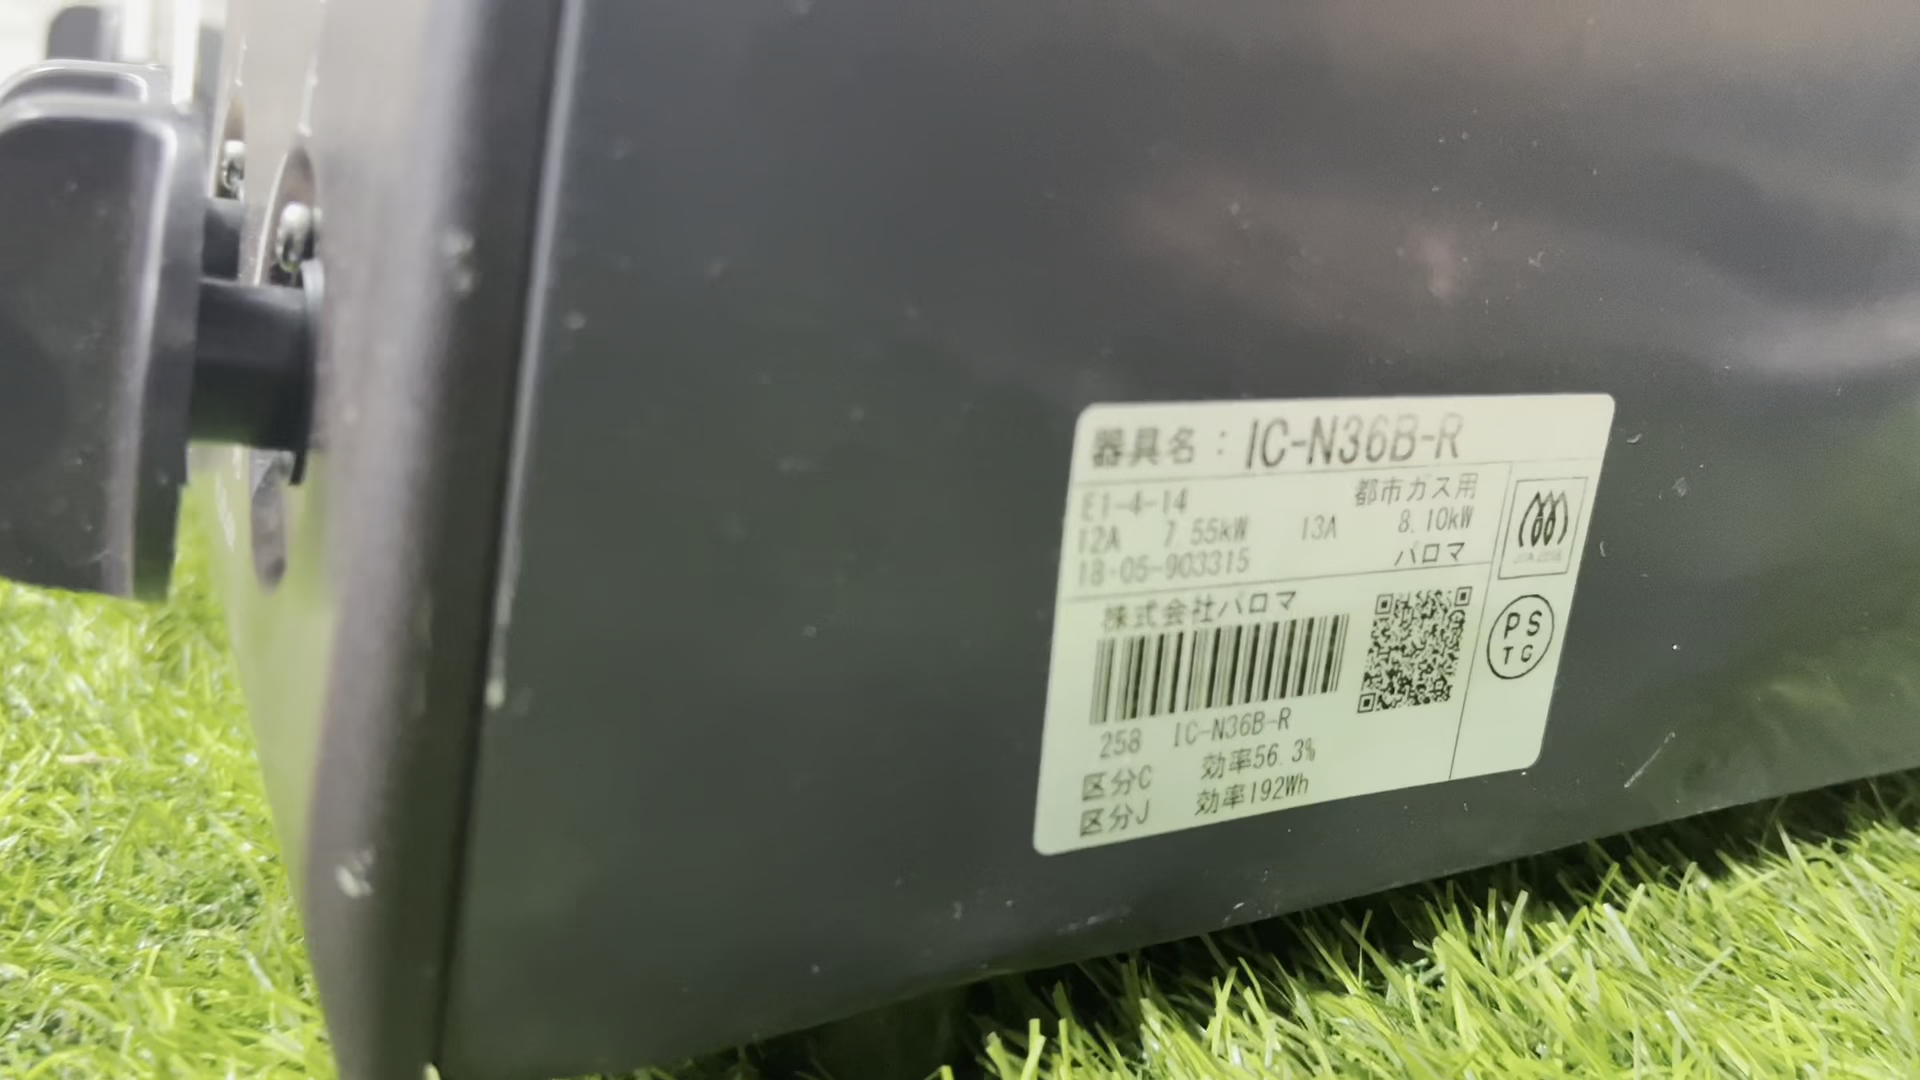 器具名：IC-N36B-R
E1-4-14 都市ガス用
12A 7.55kW 13A 8.10kW
18·05-903315 パロマ
株式会社パロマ
258 IC-N36B-R
区分C 効率56.3%
区分J 効率192Wh
PS
TG